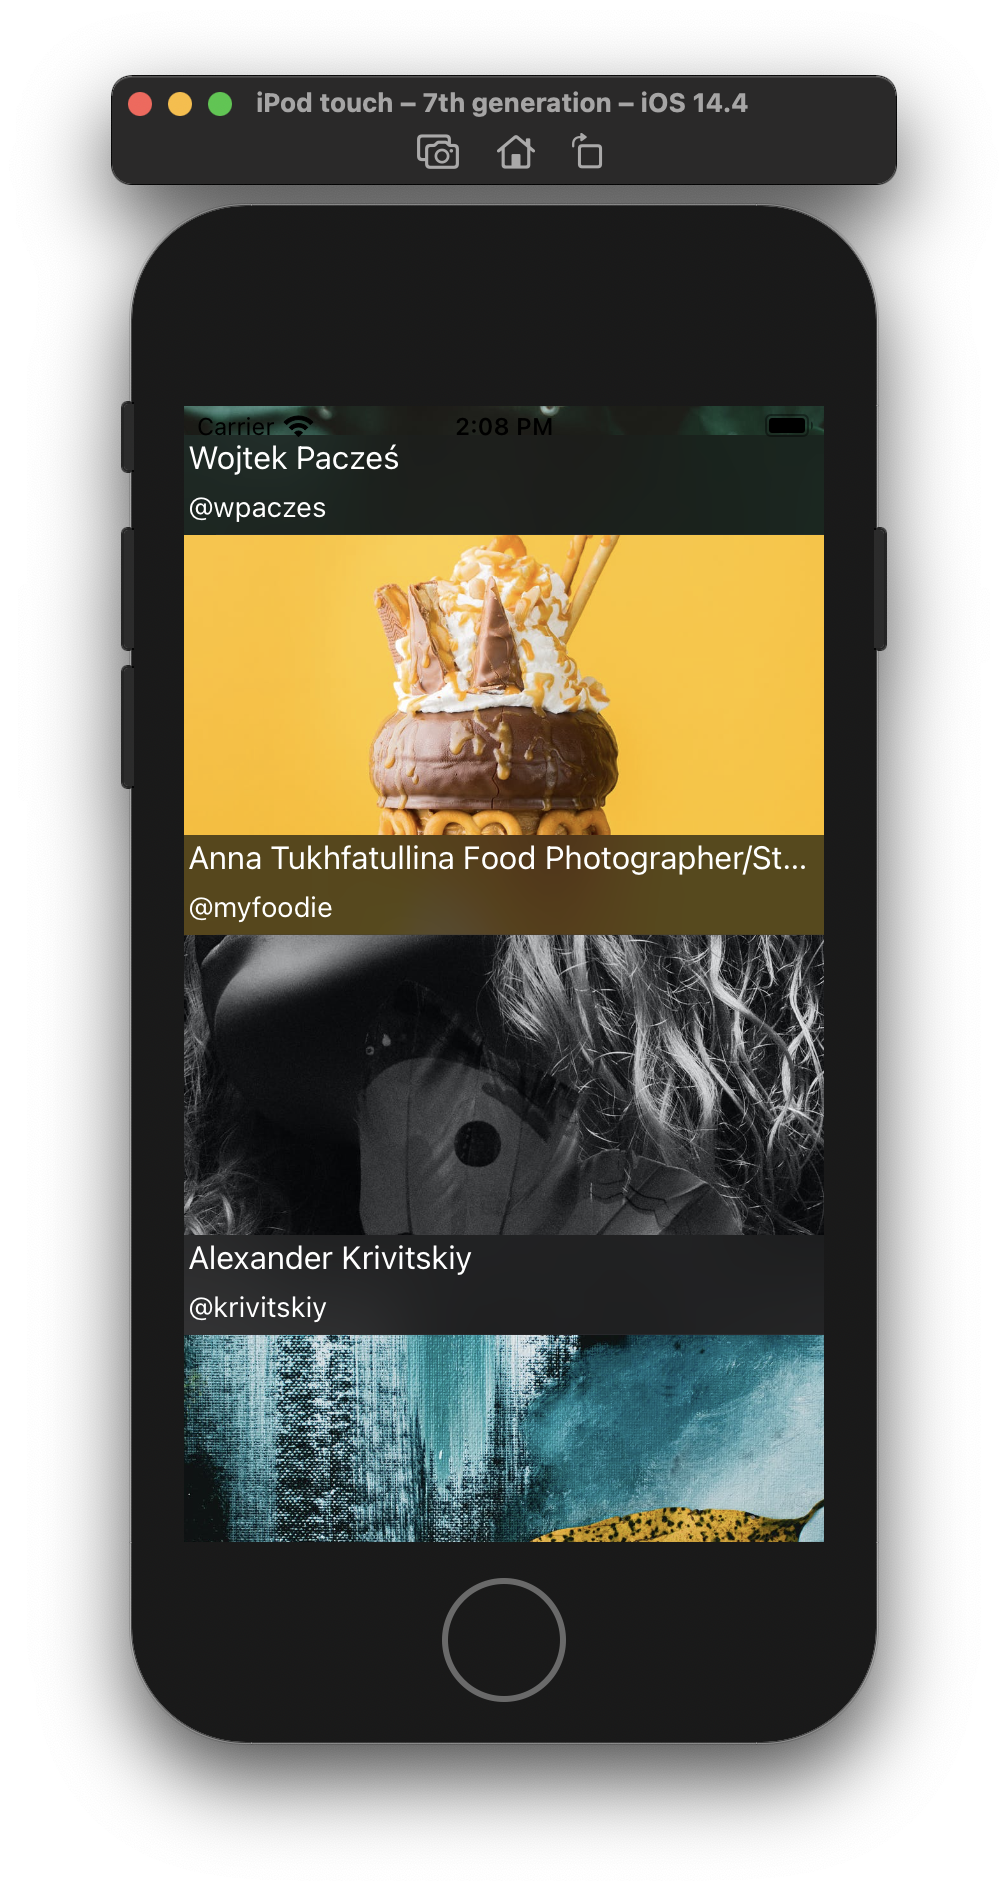 iPod touch – 7th generation – iOS 14.4
Carrier 2:08 PM
Wojtek Pacześ
@wpaczes
Anna Tukhfatullina Food Photographer/St...
@myfoodie
Alexander Krivitskiy
@krivitskiy